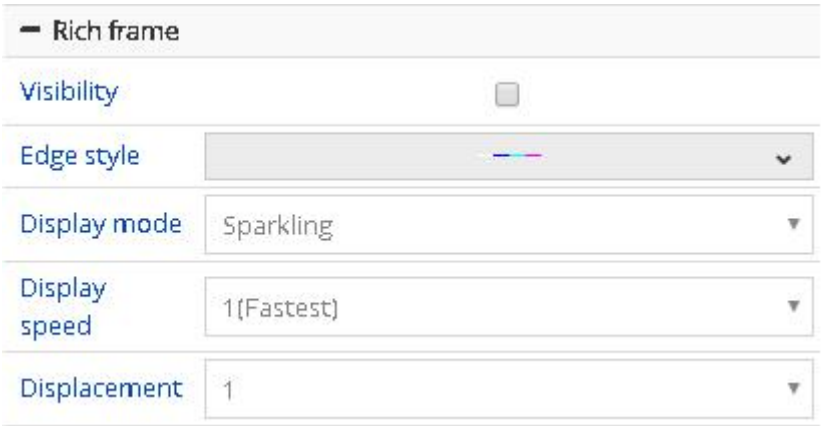 Rich frame
Visibility
Edge style
Display mode
Sparkling
Display
speed
1(Fastest)
Displacement
1